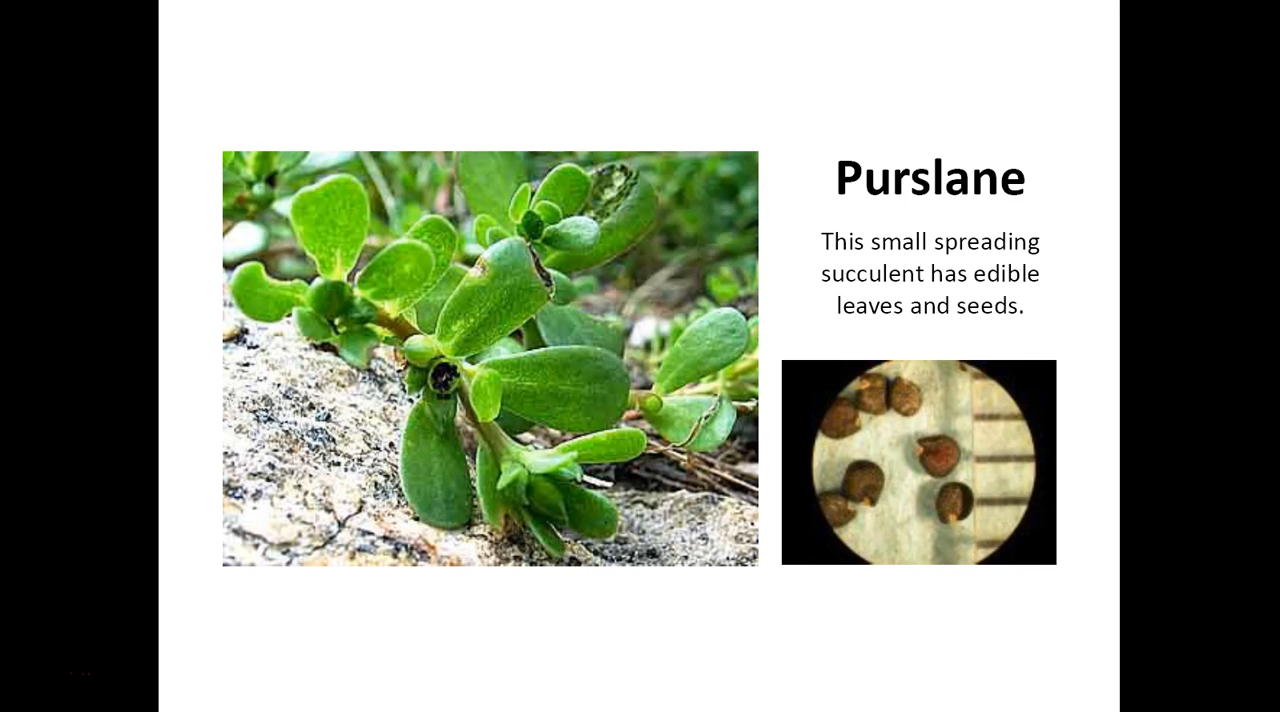 Purslane
This small spreading
succulent has edible
leaves and seeds.